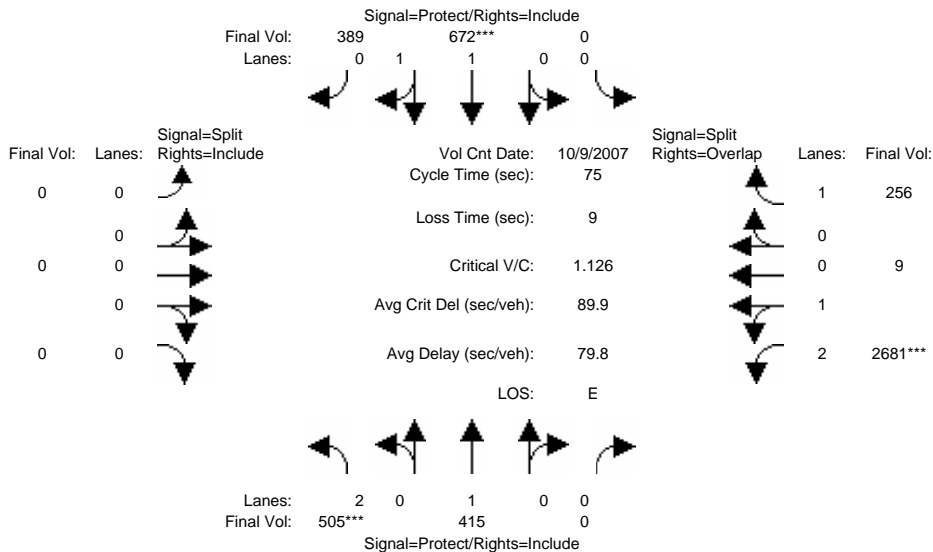 Signal=Protect/Rights=Include
Final Vol: 389 672*** 0
Lanes: 0 1 1 0 0
Signal=Split Signal=Split
Final Vol: Lanes: Rights=Include Vol Cnt Date: 10/9/2007 Rights=Overlap Lanes: Final Vol:
Cycle Time (sec): 75
0 0 1 256
Loss Time (sec): 9
0 0
0 0 Critical V/C: 1.126 0 9
0 Avg Crit Del (sec/veh): 89.9 1
0 0 Avg Delay (sec/veh): 79.8 2 2681***
LOS: E
Lanes: 2 0 1 0 0
Final Vol: 505*** 415 0
Signal=Protect/Rights=Include